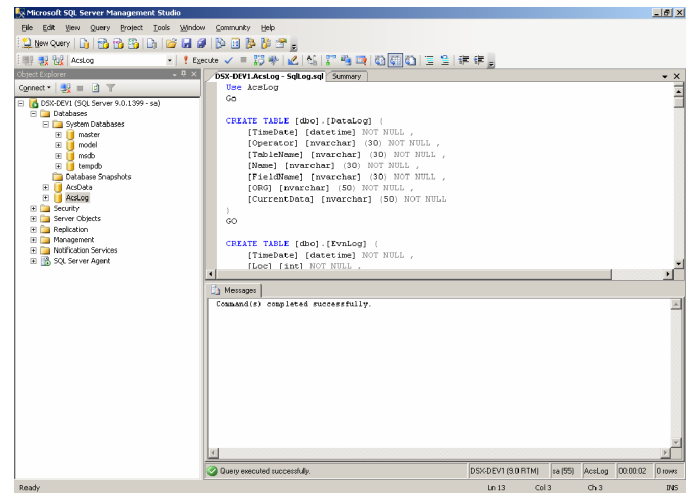 Microsoft SQL Server Management Studio
File Edit View Query Project Tools Window Community Help
New Query
AcsLog
Execute
Object Explorer
Connect
DSX-DEV1 (SQL Server 9.0.1399 - sa)
Databases
System Databases
master
model
msdb
tempdb
Database Snapshots
AcsData
AcsLog
Security
Server Objects
Replication
Management
Notification Services
SQL Server Agent
DSX-DEV1.AcsLog - SqlLog.sql Summary
Use AcsLog
Go
CREATE TABLE [dbo].[DataLog] (
[TimeDate] [datetime] NOT NULL ,
[Operator] [nvarchar] (30) NOT NULL ,
[TableName] [nvarchar] (30) NOT NULL ,
[Name] [nvarchar] (30) NOT NULL ,
[FieldName] [nvarchar] (30) NOT NULL ,
[ORG] [nvarchar] (50) NOT NULL ,
[CurrentData] [nvarchar] (50) NOT NULL
)
GO
CREATE TABLE [dbo].[EvnLog] (
[TimeDate] [datetime] NOT NULL ,
[Loc] [int] NOT NULL ,
Messages
Command(s) completed successfully.
Query executed successfully. DSX-DEV1 (9.0 RTM) sa (55) AcsLog 00:00:02 0 rows
Ready Ln 13 Col 3 Ch 3 INS